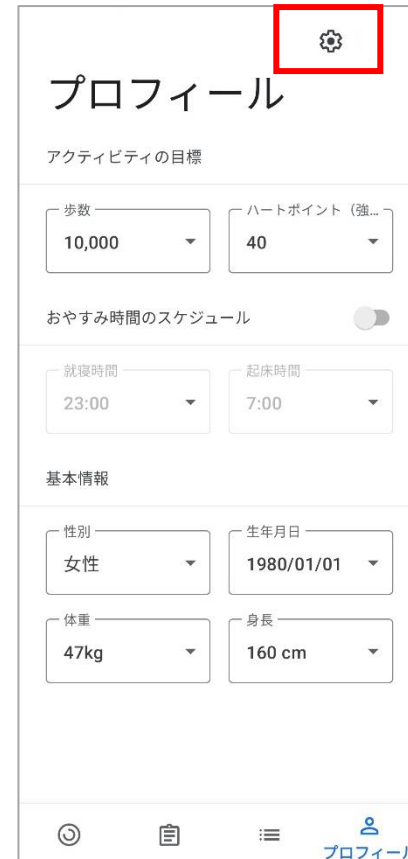 プロフィール
アクティビティの目標
歩数 ハートポイント（強...
10,000 40
おやすみ時間のスケジュール
就寝時間 起床時間
23:00 7:00
基本情報
性別 生年月日
女性 1980/01/01
体重 身長
47kg 160 cm
プロフィール